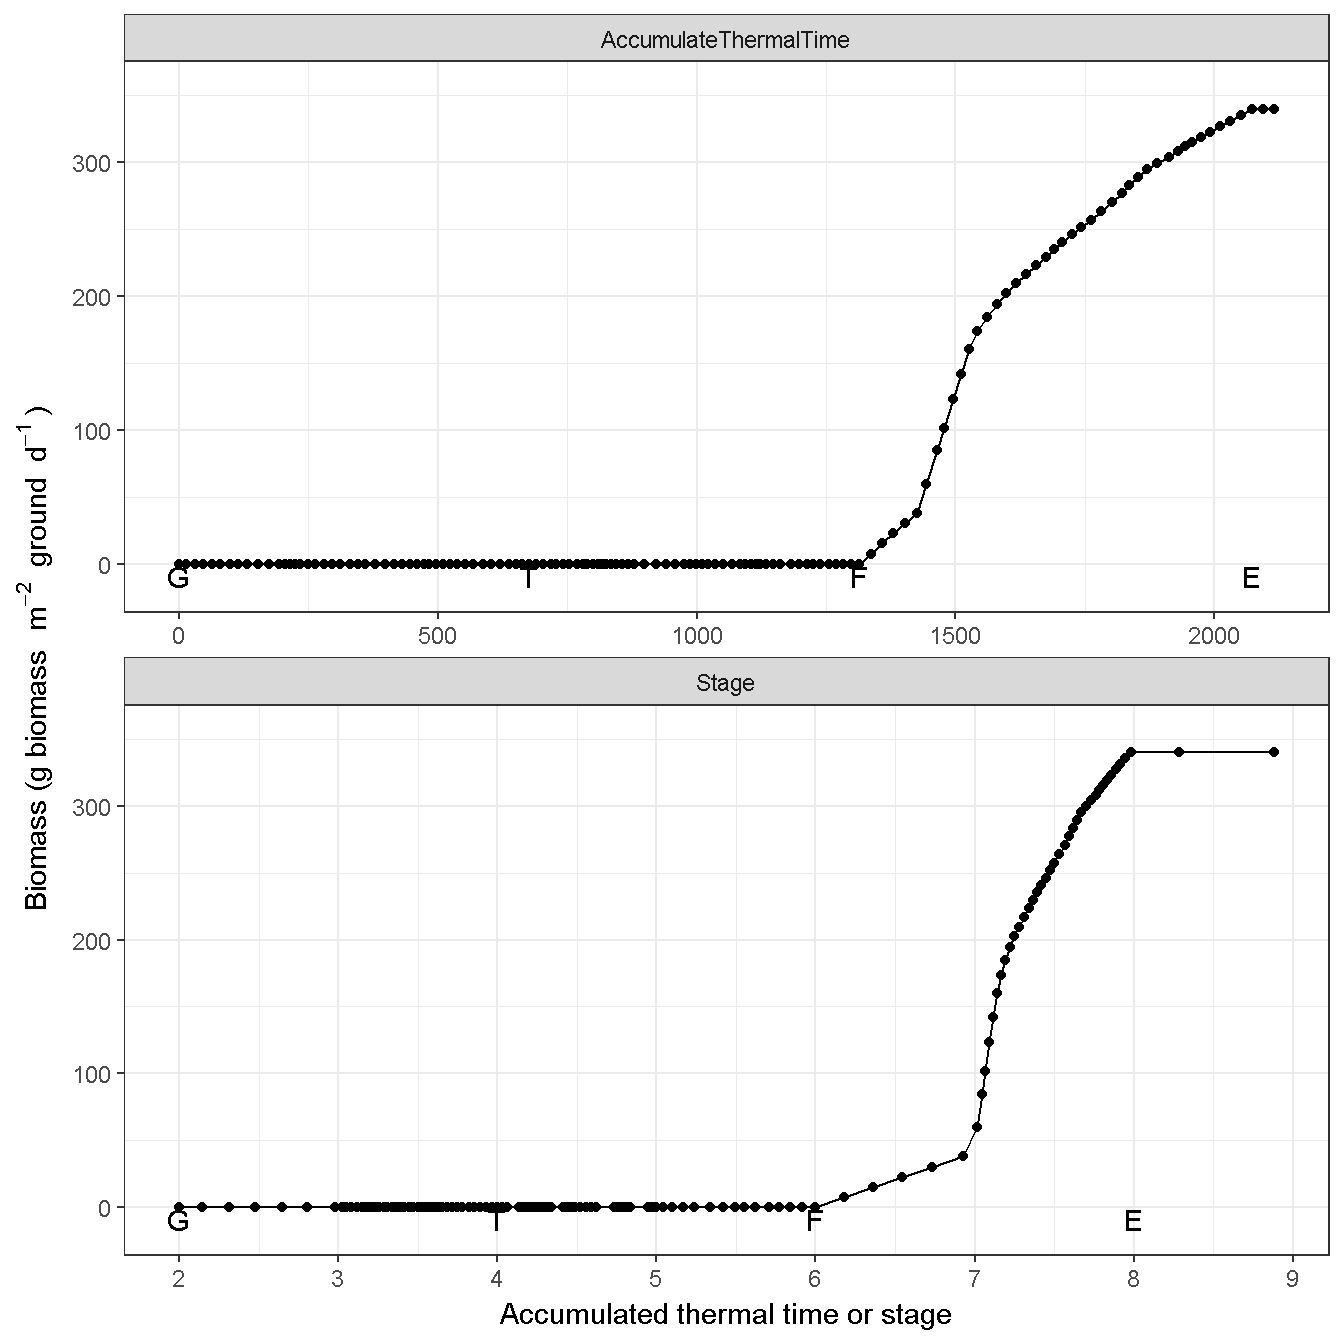 AccumulateThermalTime
300
200
100
0
G T F E
0 500 1000 1500 2000
Stage
300
200
100
0
G T F E
2 3 4 5 6 7 8 9
Accumulated thermal time or stage
Biomass (g biomass m⁻² ground d⁻¹)